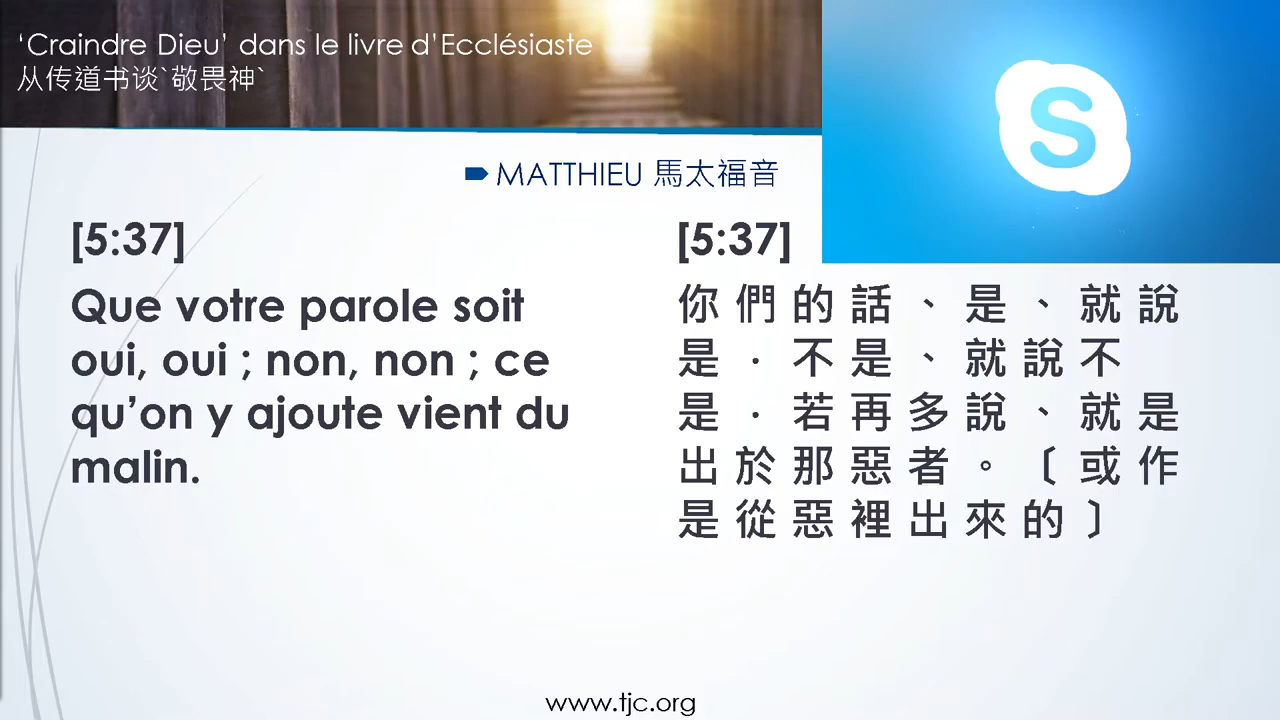 ‘Craindre Dieu’ dans le livre d’Ecclésiaste
从传道书谈`敬畏神`
S
MATTHIEU 馬太福音
[5:37]
Que votre parole soit
oui, oui ; non, non ; ce
qu’on y ajoute vient du
malin.
[5:37]
你們的話、是、就說
是．不是、就說不
是．若再多說、就是
出於那惡者。〔或作
是從惡裡出來的〕
www.tjc.org